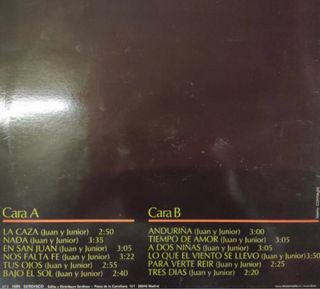 Cara A
LA CAZA (Juan y Junior) 2:50
NADA (Juan y Junior) 3:35
EN SAN JUAN (Juan y Junior) 3:05
NOS FALTA FE (Juan y Junior) 3:22
TUS OJOS (Juan y Junior) 2:55
BAJO EL SOL (Juan y Junior) 2:40
Cara B
ANDURIÑA (Juan y Junior) 3:00
TIEMPO DE AMOR (Juan y Junior) 3:05
A DOS NIÑAS (Juan y Junior) 3:05
LO QUE EL VIENTO SE LLEVO (Juan y Junior) 3:50
PARA VERTE REIR (Juan y Junior) 2:25
TRES DIAS (Juan y Junior) 2:20